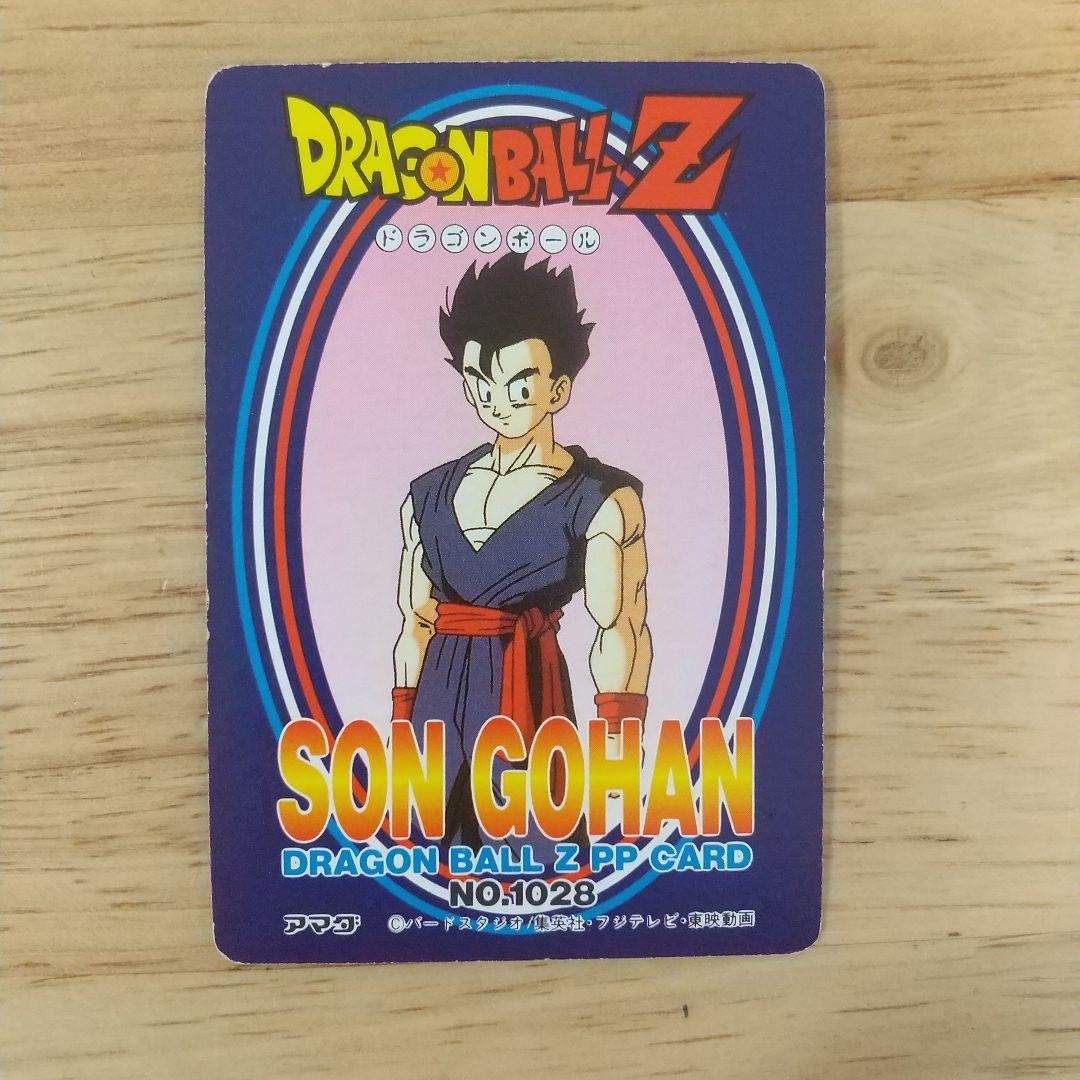 DRAGON BALL Z
ドラゴンボール
SON GOHAN
DRAGON BALL Z PP CARD
NO.1028
アマダ ©バードスタジオ/集英社・フジテレビ・東映動画